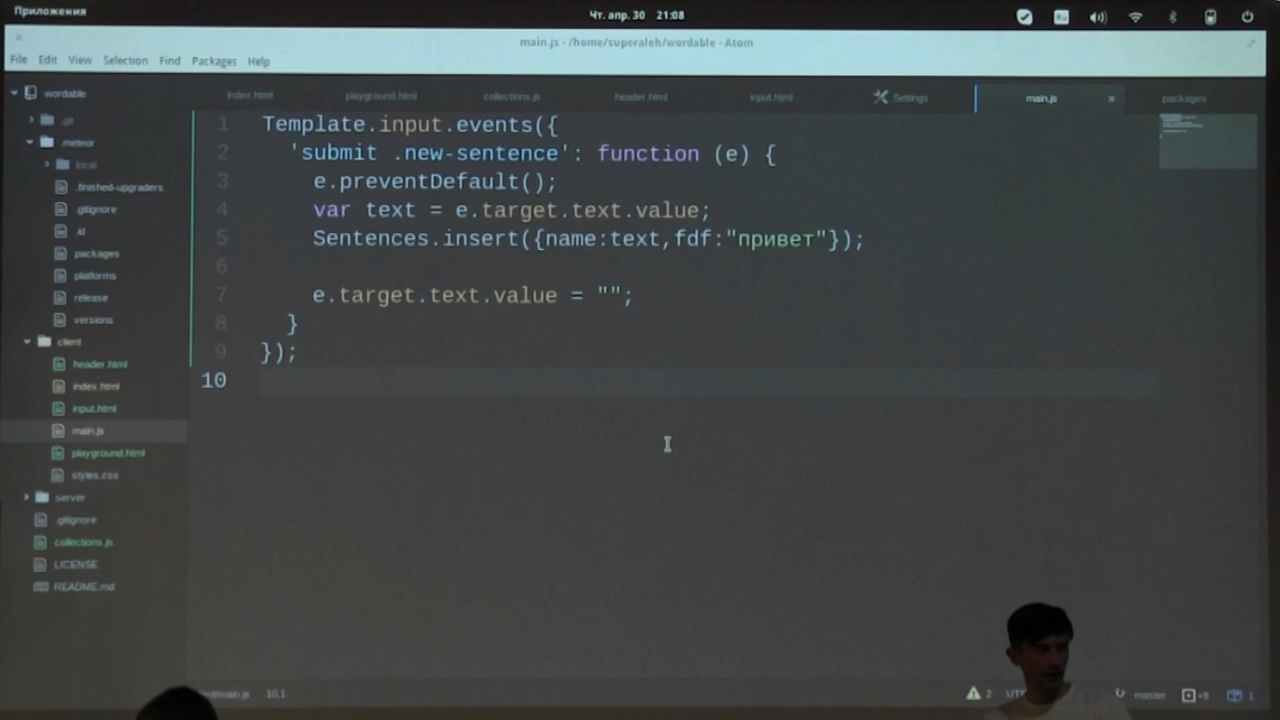 Приложения
Чт. апр. 30 21:08
main.js - /home/superaleh/wordable - Atom
File Edit View Selection Find Packages Help
wordable
.git
.meteor
local
.finished-upgraders
.gitignore
.id
packages
platforms
release
versions
client
header.html
index.html
input.html
main.js
playground.html
styles.css
server
.gitignore
collections.js
LICENSE
README.md
index.html playground.html collections.js header.html input.html Settings main.js packages
1 Template.input.events({
2 'submit .new-sentence': function (e) {
3 e.preventDefault();
4 var text = e.target.text.value;
5 Sentences.insert({name:text,fdf:"привет"});
6
7 e.target.text.value = "";
8 }
9 });
10
10,1 2 master +9 1